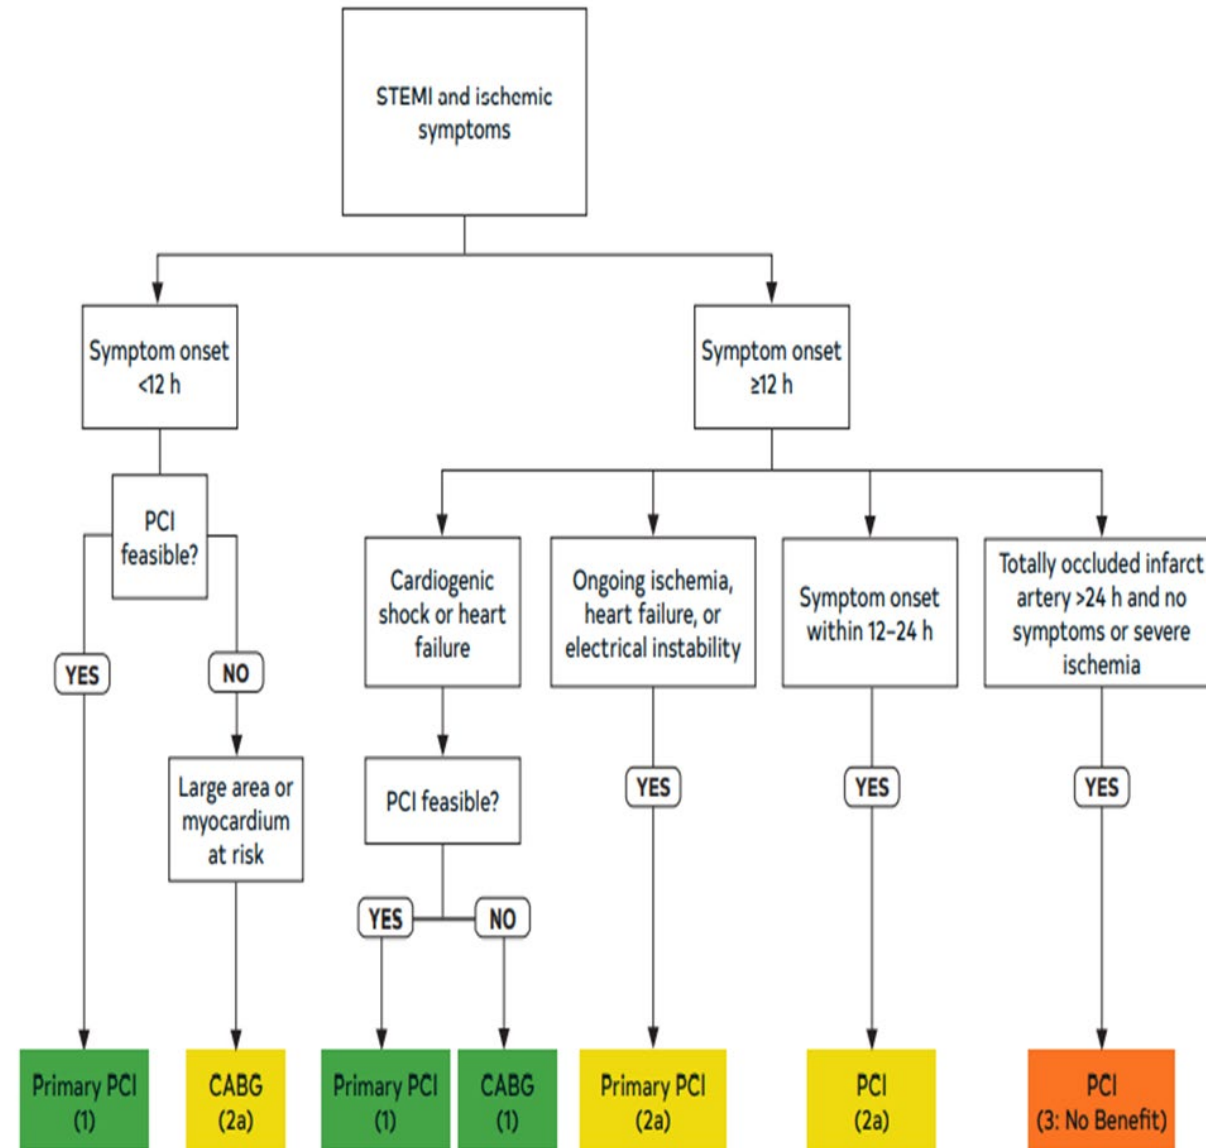 STEMI and ischemic
symptoms
Symptom onset
<12 h
Symptom onset
≥12 h
PCI
feasible?
Cardiogenic
shock or heart
failure
Ongoing ischemia,
heart failure, or
electrical instability
Symptom onset
within 12–24 h
Totally occluded infarct
artery >24 h and no
symptoms or severe
ischemia
YES
NO
Large area or
myocardium
at risk
PCI feasible?
YES
YES
YES
YES
NO
Primary PCI
(1)
CABG
(2a)
Primary PCI
(1)
CABG
(1)
Primary PCI
(2a)
PCI
(2a)
PCI
(3: No Benefit)